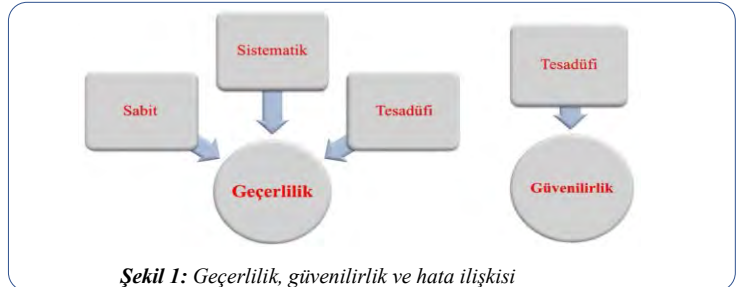 Sistematik
Sabit
Tesadüfi
Geçerlilik
Tesadüfi
Güvenilirlik
Şekil 1: Geçerlilik, güvenilirlik ve hata ilişkisi